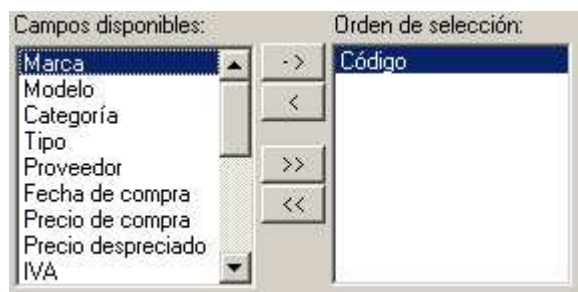 Campos disponibles:
Orden de selección:
Marca
Modelo
Categoría
Tipo
Proveedor
Fecha de compra
Precio de compra
Precio despreciado
IVA
->
<
>>
<<
Código